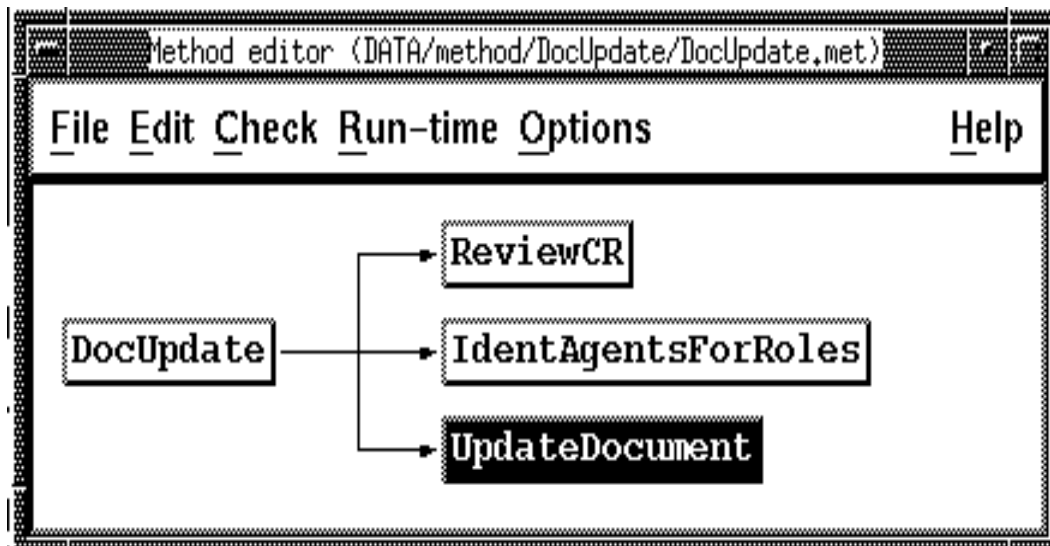 Method editor (DATA/method/DocUpdate/DocUpdate.met)
File Edit Check Run-time Options Help
ReviewCR
DocUpdate IdentAgentsForRoles
UpdateDocument